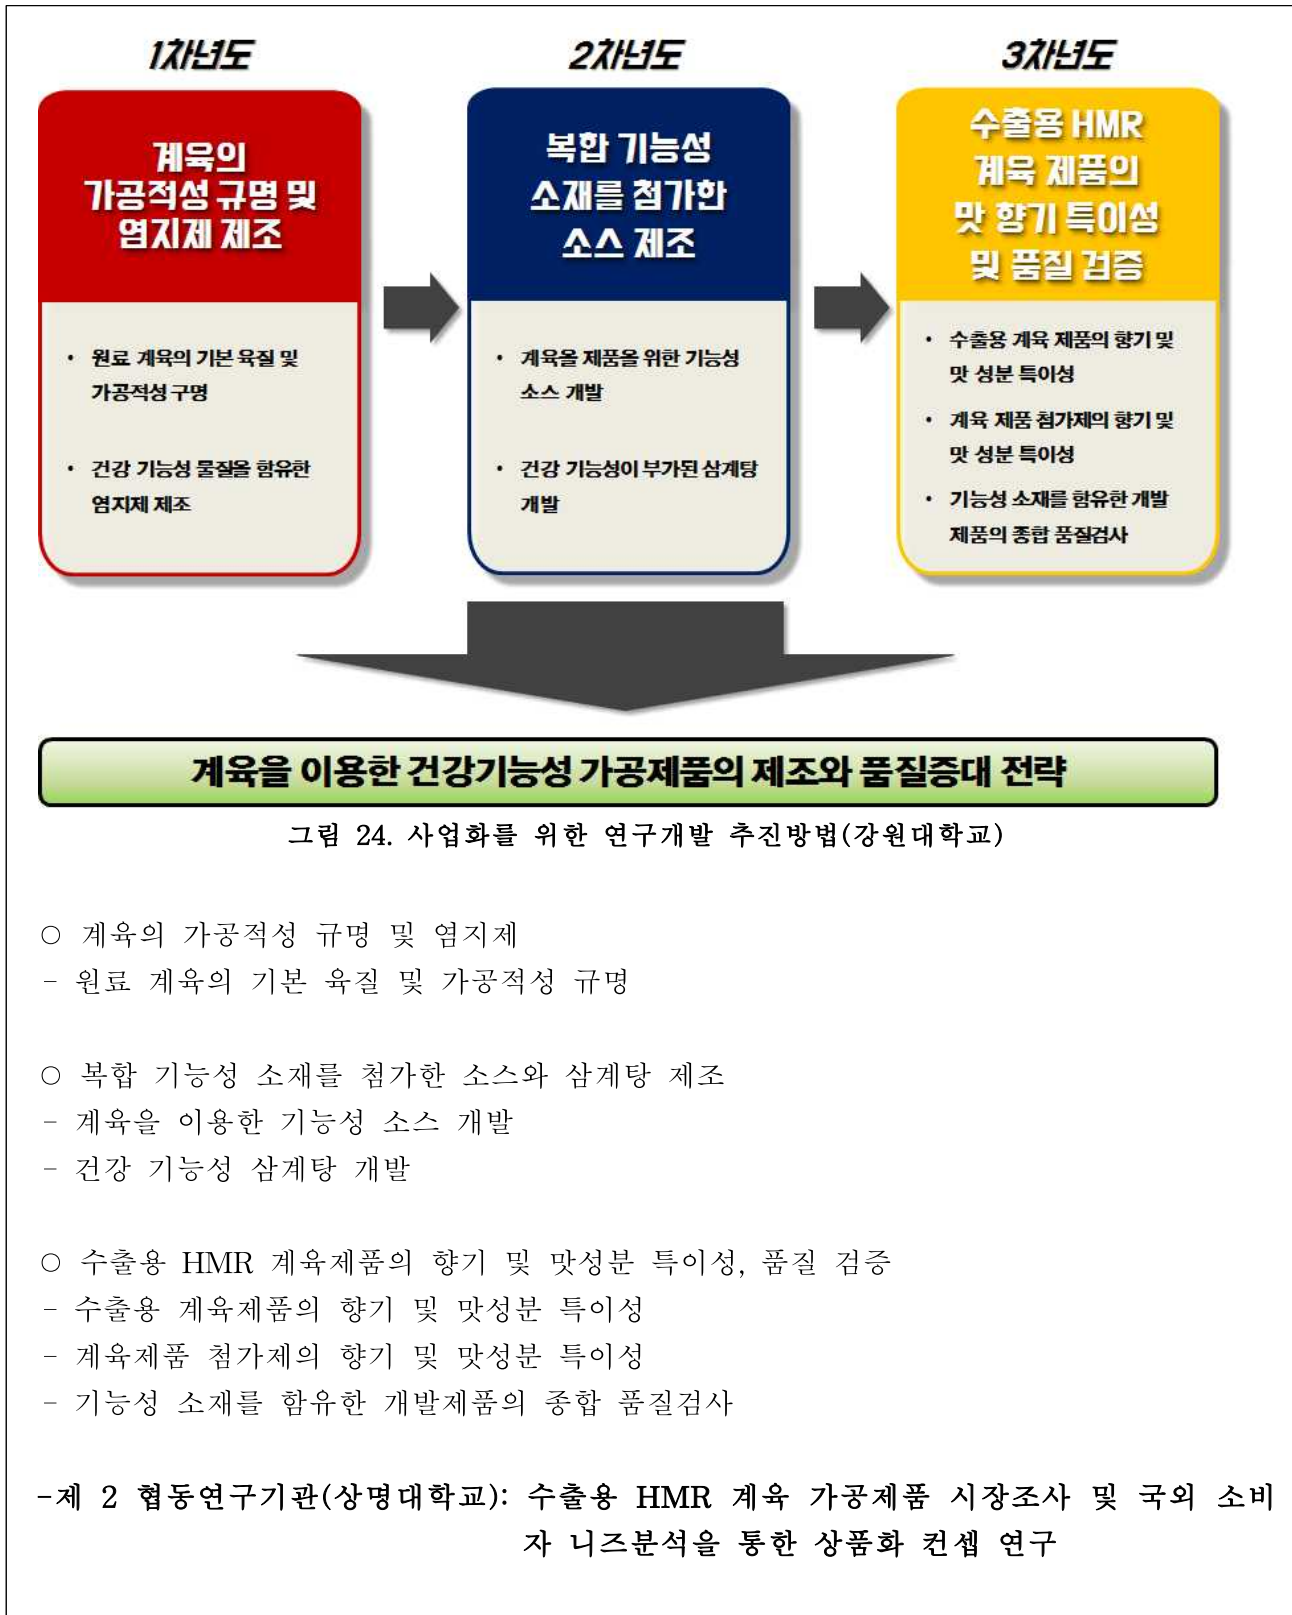 1차년도
2차년도
3차년도
계육의
가공적성 규명 및
염지제 제조
• 원료 계육의 기본 육질 및
가공적성 구명
• 건강 기능성 물질올 함유한
염지제 제조
복합 기능성
소재를 첨가한
소스 제조
• 계육올 제품올 위한 기능성
소스 개발
• 건강 기능성이 부가된 삼계탕
개발
수출용 HMR
계육 제품의
맛 향기 특이성
및 품질 검증
• 수출용 계육 제품의 향기 및
맛 성분 특이성
• 계육 제품 첨가제의 향기 및
맛 성분 특이성
• 기능성 소재를 함유한 개발
제품의 종합 품질검사
계육을 이용한 건강기능성 가공제품의 제조와 품질증대 전략
그림 24. 사업화를 위한 연구개발 추진방법(강원대학교)
○ 계육의 가공적성 규명 및 염지제
- 원료 계육의 기본 육질 및 가공적성 규명
○ 복합 기능성 소재를 첨가한 소스와 삼계탕 제조
- 계육을 이용한 기능성 소스 개발
- 건강 기능성 삼계탕 개발
○ 수출용 HMR 계육제품의 향기 및 맛성분 특이성, 품질 검증
- 수출용 계육제품의 향기 및 맛성분 특이성
- 계육제품 첨가제의 향기 및 맛성분 특이성
- 기능성 소재를 함유한 개발제품의 종합 품질검사
-제 2 협동연구기관(상명대학교): 수출용 HMR 계육 가공제품 시장조사 및 국외 소비
자 니즈분석을 통한 상품화 컨셉 연구